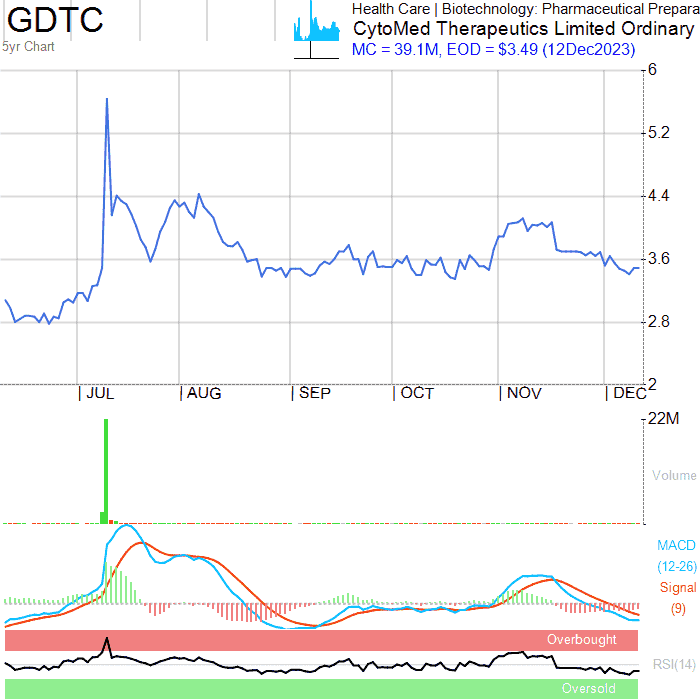 GDTC
5yr Chart
Health Care | Biotechnology: Pharmaceutical Prepara
CytoMed Therapeutics Limited Ordinary
MC = 39.1M, EOD = $3.49 (12Dec2023)
6
5.2
4.4
3.6
2.8
2
JUL AUG SEP OCT NOV DEC
22M
Volume
MACD
(12-26)
Signal
(9)
Overbought
RSI(14)
Oversold